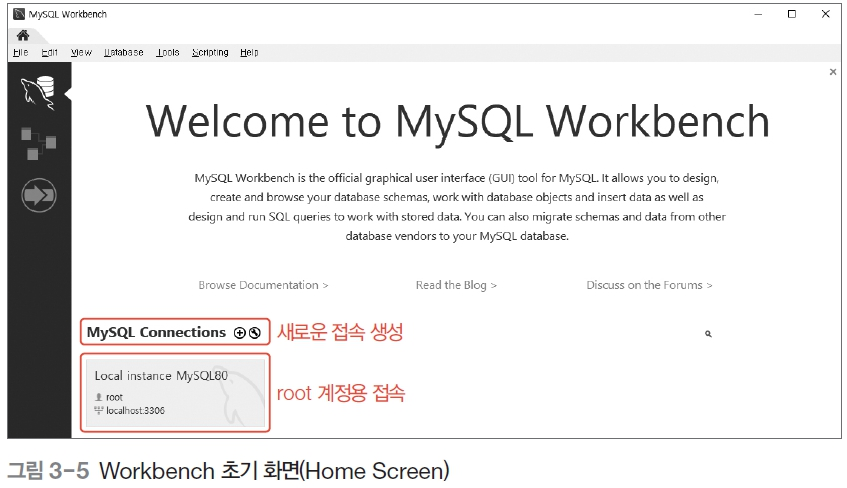 MySQL Workbench
File Edit View Database Tools Scripting Help
Welcome to MySQL Workbench
MySQL Workbench is the official graphical user interface (GUI) tool for MySQL. It allows you to design,
create and browse your database schemas, work with database objects and insert data as well as
design and run SQL queries to work with stored data. You can also migrate schemas and data from other
database vendors to your MySQL database.
Browse Documentation >
Read the Blog >
Discuss on the Forums >
MySQL Connections
새로운 접속 생성
Local instance MySQL80
root
localhost:3306
root 계정용 접속
그림 3-5 Workbench 초기 화면(Home Screen)